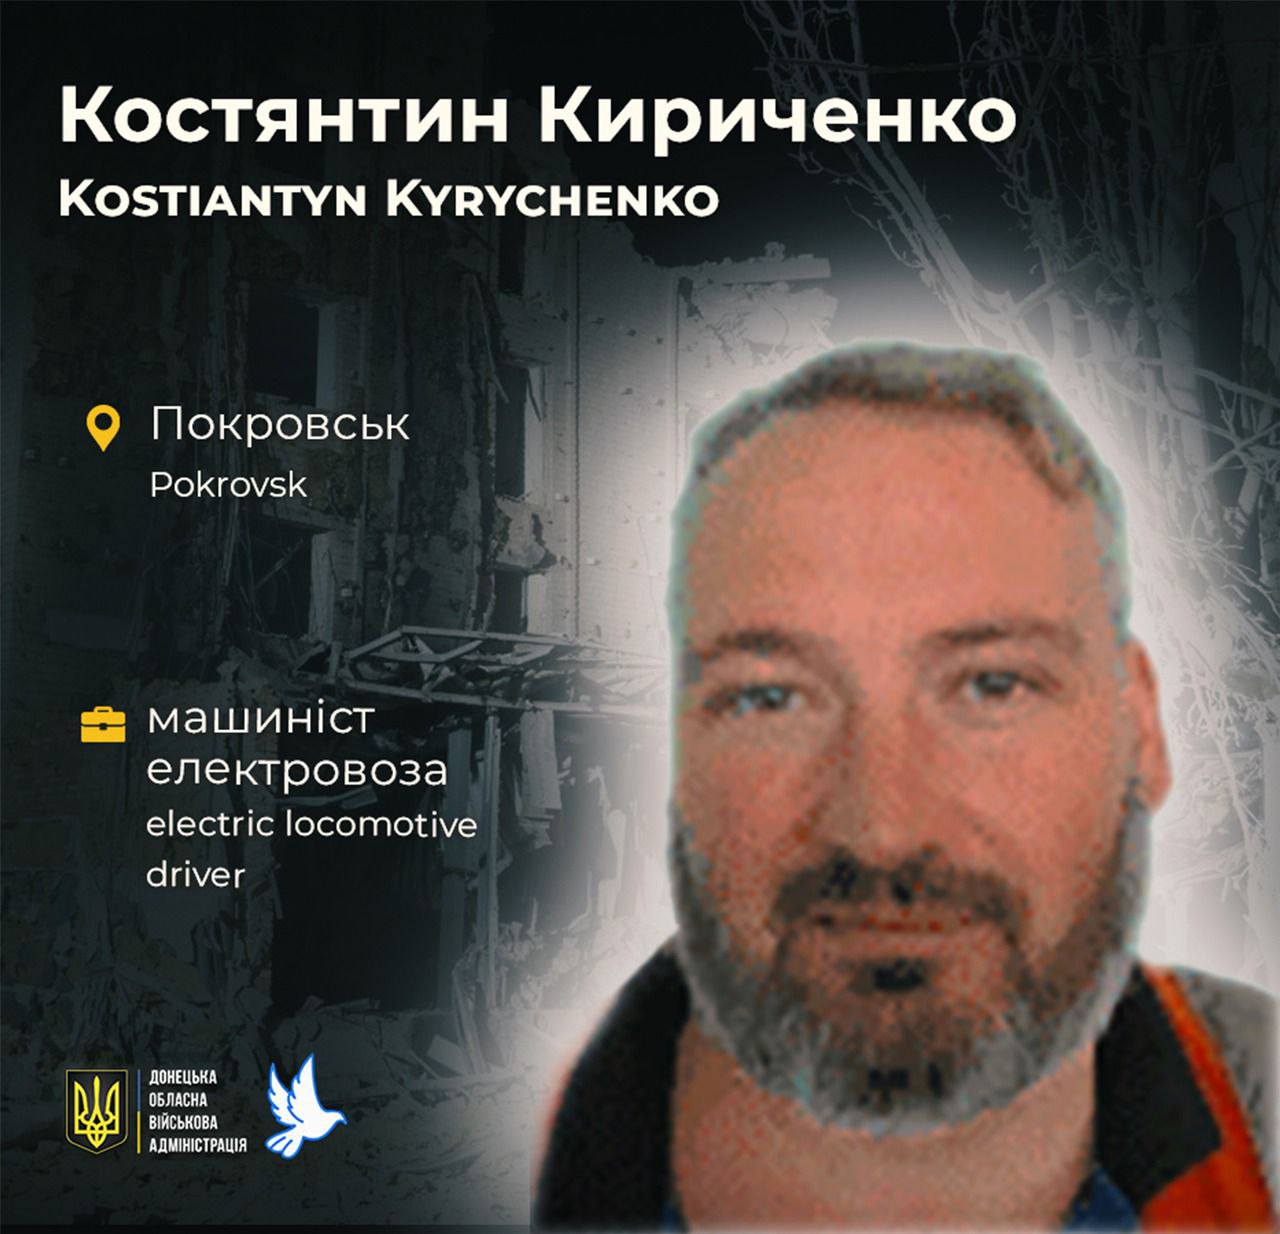 Костянтин Кириченко
Kostiantyn Kyrychenko
Покровськ
Pokrovsk
машиніст
електровоза
electric locomotive
driver
ДОНЕЦЬКА
ОБЛАСНА
ВІЙСЬКОВА
АДМІНІСТРАЦІЯ